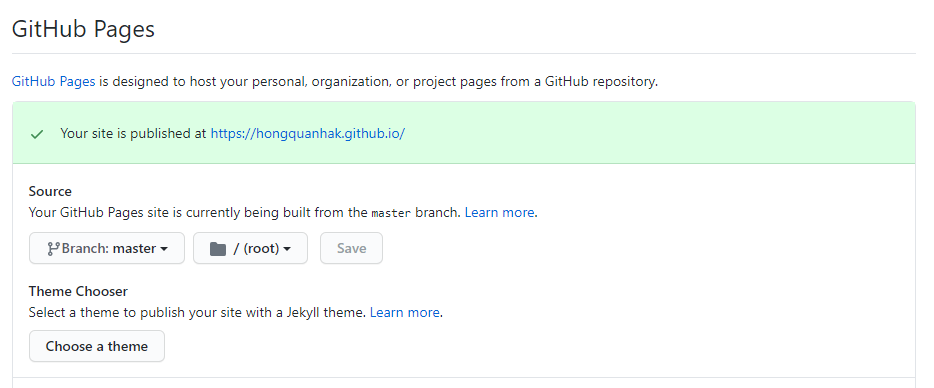 GitHub Pages
GitHub Pages is designed to host your personal, organization, or project pages from a GitHub repository.
Your site is published at https://hongquanhak.github.io/
Source
Your GitHub Pages site is currently being built from the master branch. Learn more.
Branch: master / (root) Save
Theme Chooser
Select a theme to publish your site with a Jekyll theme. Learn more.
Choose a theme